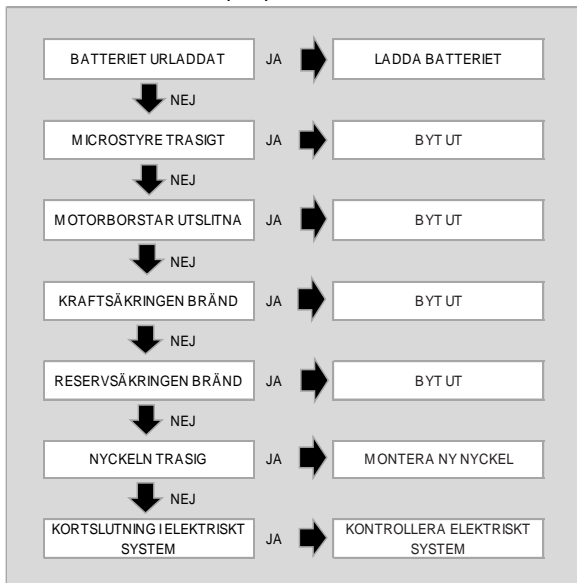 BATTERIET URLADDAT JA LADDA BATTERIET
NEJ
MICROSTYRE TRASIGT JA BYT UT
NEJ
MOTORBORSTAR UTSLITNA JA BYT UT
NEJ
KRAFTSÄKRINGEN BRÄND JA BYT UT
NEJ
RESERVSÄKRINGEN BRÄND JA BYT UT
NEJ
NYCKELN TRASIG JA MONTERA NY NYCKEL
NEJ
KORTSLUTNING I ELEKTRISKT
SYSTEM
JA
KONTROLLERA ELEKTRISKT
SYSTEM